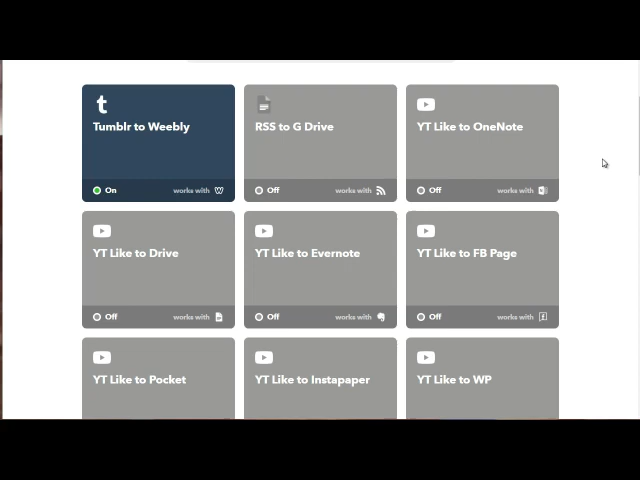 Tumblr to Weebly
RSS to G Drive
YT Like to OneNote
On works with
Off works with
Off works with
YT Like to Drive
YT Like to Evernote
YT Like to FB Page
Off works with
Off works with
Off works with
YT Like to Pocket
YT Like to Instapaper
YT Like to WP